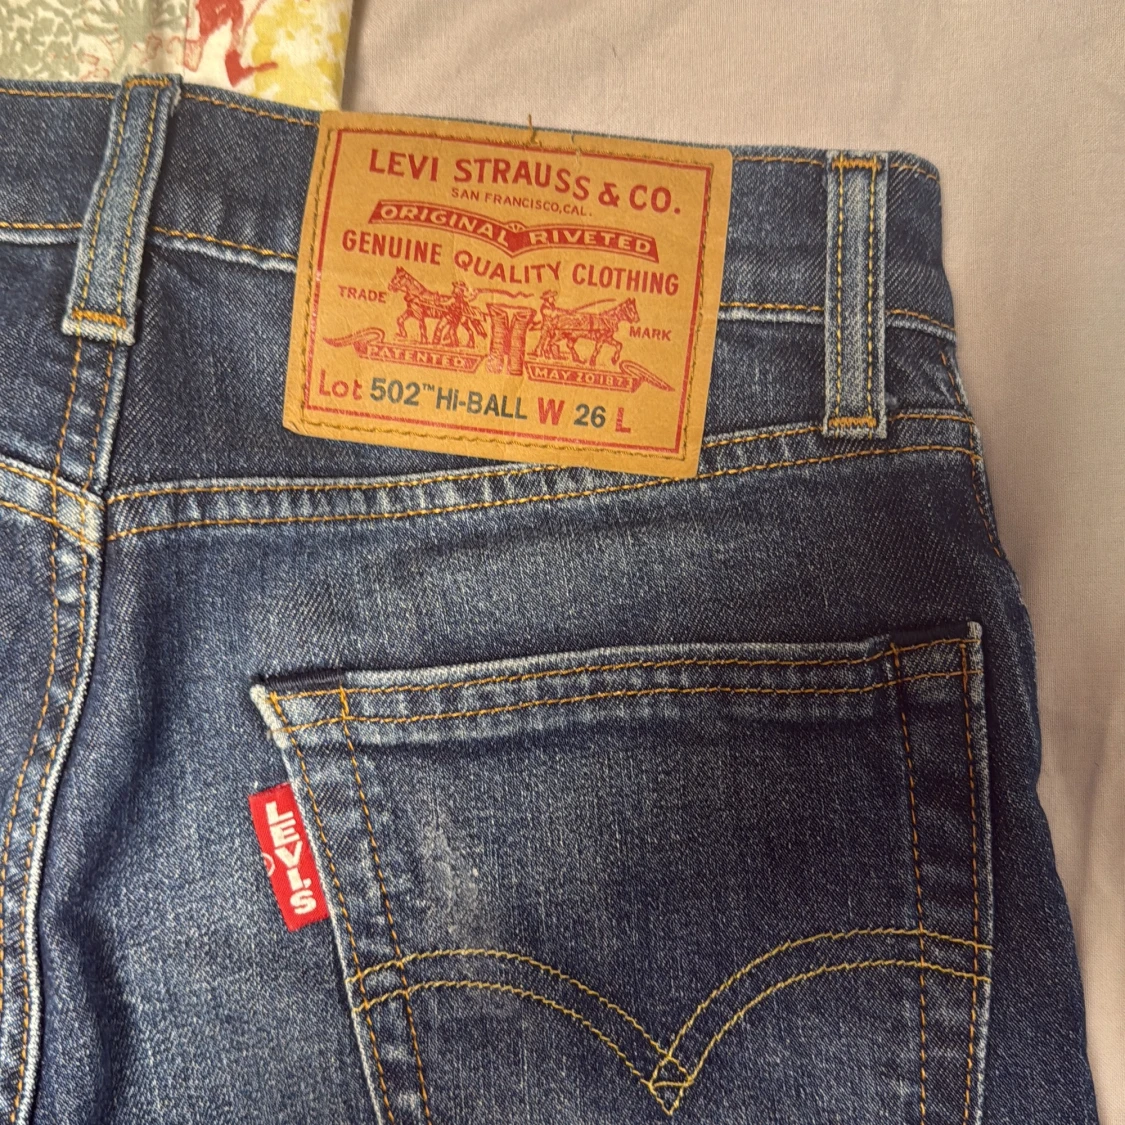 LEVI STRAUSS & CO.
SAN FRANCISCO, CAL.
ORIGINAL RIVETED
GENUINE QUALITY CLOTHING
TRADE MARK
PATENTED MAY 20 1873
Lot 502™ Hi-BALL W 26 L
LEVI'S
®